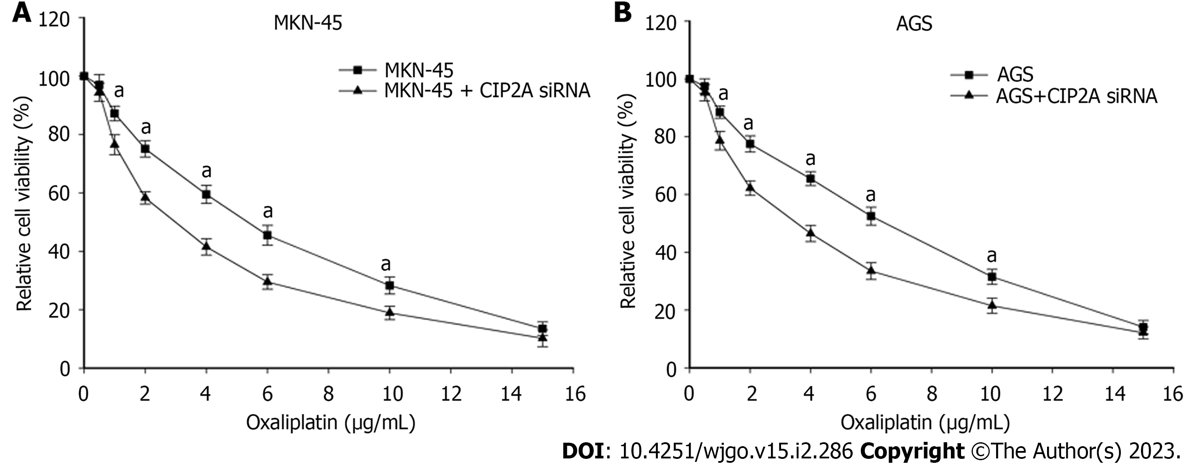 A
MKN-45
120
100
80
60
40
20
0
Relative cell viability (%)
MKN-45
MKN-45 + CIP2A siRNA
a
a
a
a
a
0 2 4 6 8 10 12 14 16
Oxaliplatin (μg/mL)
B
AGS
120
100
80
60
40
20
0
Relative cell viability (%)
AGS
AGS+CIP2A siRNA
a
a
a
a
a
0 2 4 6 8 10 12 14 16
Oxaliplatin (μg/mL)
DOI: 10.4251/wjgo.v15.i2.286 Copyright ©The Author(s) 2023.